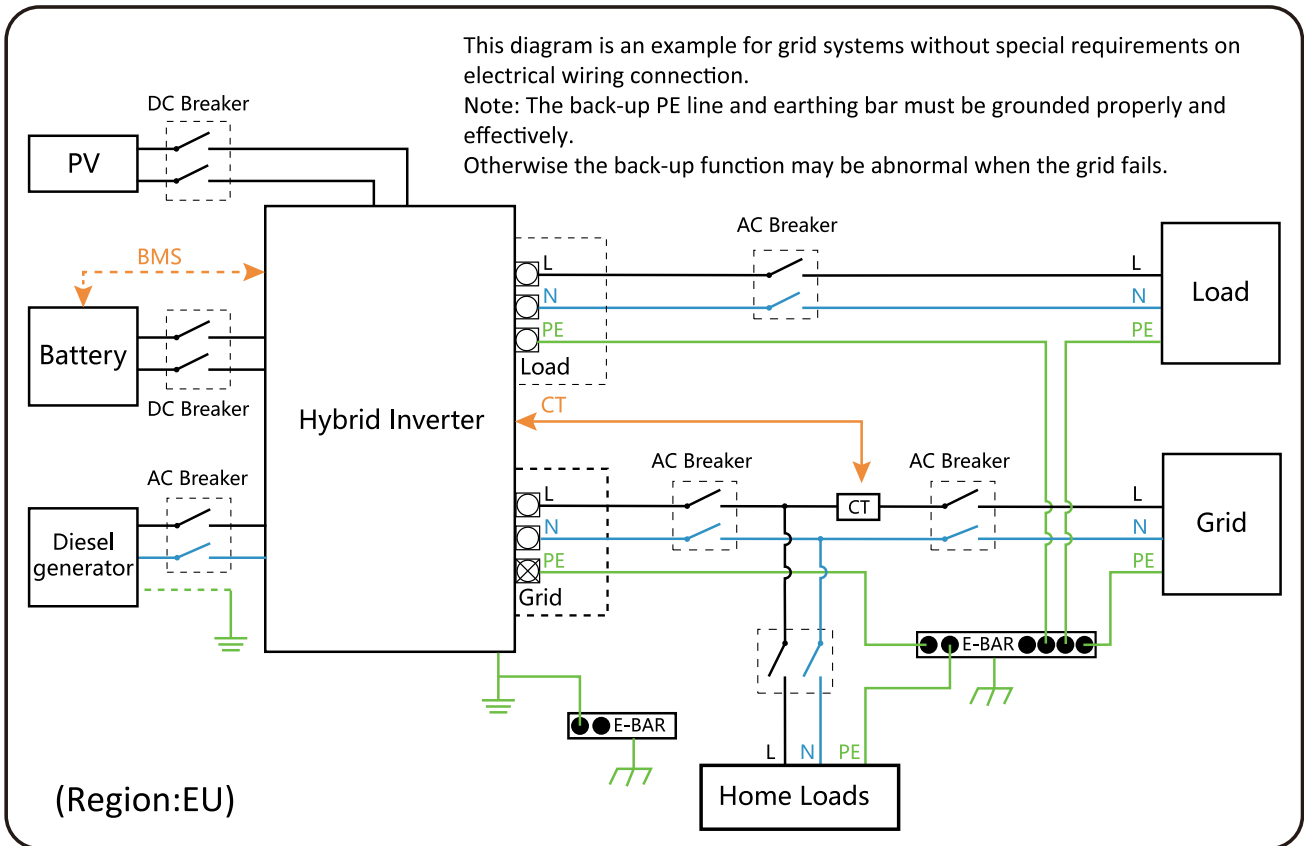 This diagram is an example for grid systems without special requirements on
electrical wiring connection.
Note: The back-up PE line and earthing bar must be grounded properly and
effectively.
Otherwise the back-up function may be abnormal when the grid fails.
DC Breaker
PV
BMS
Battery
DC Breaker
AC Breaker
Diesel
generator
Hybrid Inverter
L
N
PE
Load
AC Breaker
L
N
PE
Load
CT
AC Breaker
AC Breaker
L
N
PE
Grid
CT
L
N
PE
Grid
E-BAR
E-BAR
L
N
PE
Home Loads
(Region:EU)